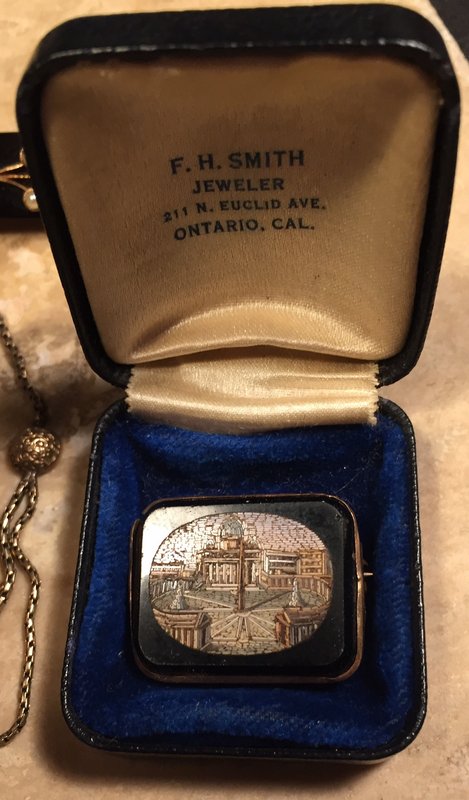 F. H. SMITH
JEWELER
211 N. EUCLID AVE.
ONTARIO, CAL.